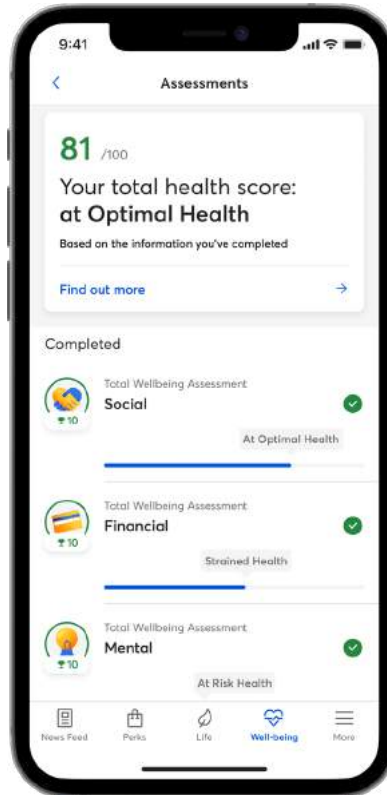 9:41
Assessments
81 /100
Your total health score:
at Optimal Health
Based on the information you've completed
Find out more
Completed
Total Wellbeing Assessment
Social
10
At Optimal Health
Total Wellbeing Assessment
Financial
10
Strained Health
Total Wellbeing Assessment
Mental
10
At Risk Health
News Feed Perks Life Well-being More